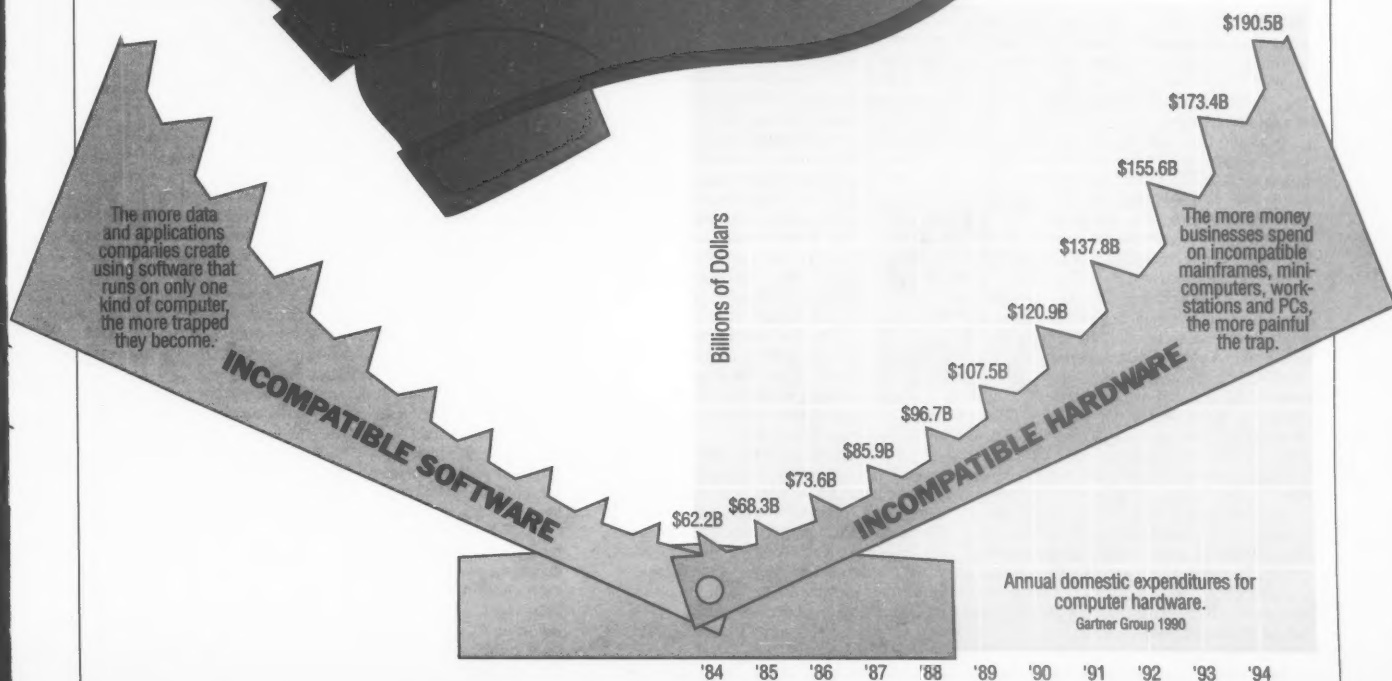 $190.5B
$173.4B
$155.6B
$137.8B
$120.9B
$107.5B
$96.7B
$85.9B
$73.6B
$68.3B
$62.2B
The more data
and applications
companies create
using software that
runs on only one
kind of computer,
the more trapped
they become.
INCOMPATIBLE SOFTWARE
Billions of Dollars
The more money
businesses spend
on incompatible
mainframes, mini-
computers, work-
stations and PCs,
the more painful
the trap.
INCOMPATIBLE HARDWARE
Annual domestic expenditures for
computer hardware.
Gartner Group 1990
'84 '85 '86 '87 '88 '89 '90 '91 '92 '93 '94